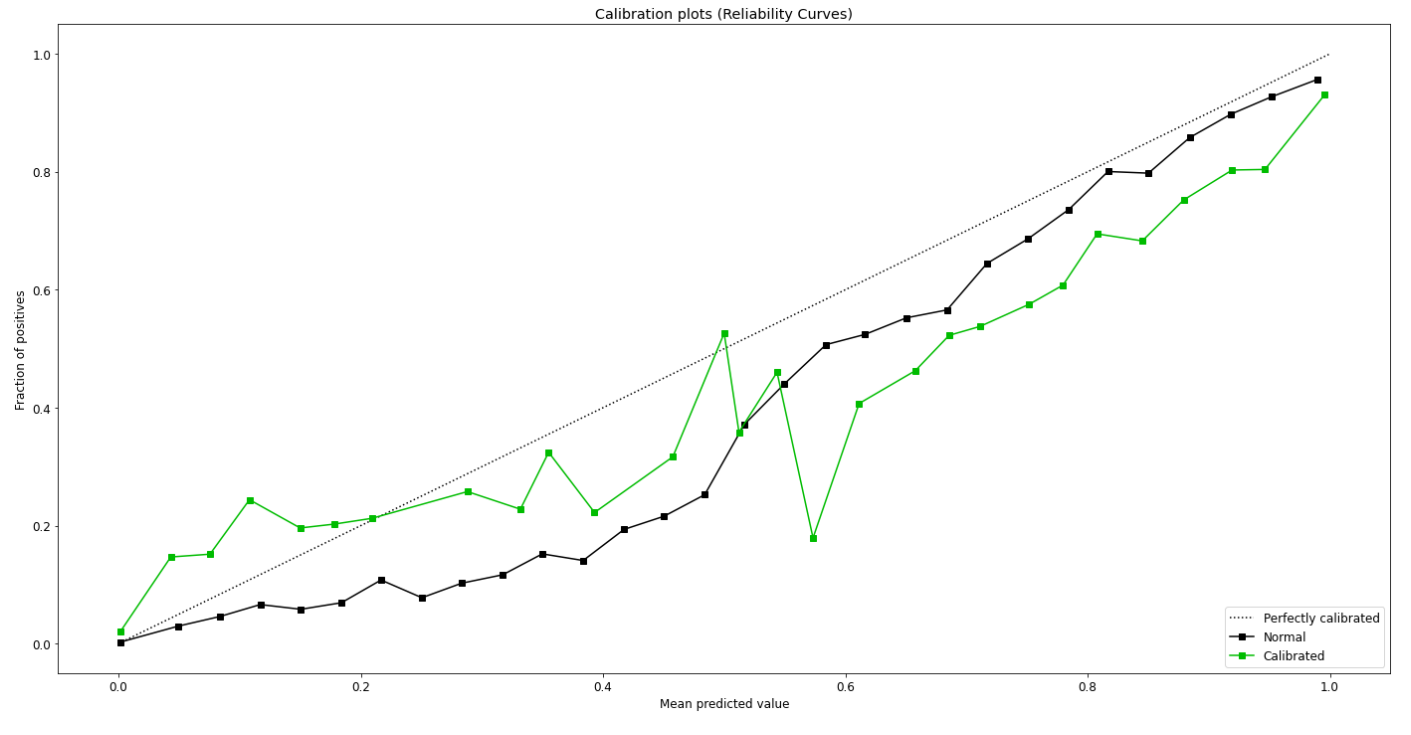 Calibration plots (Reliability Curves)
Fraction of positives
1.0
0.8
0.6
0.4
0.2
0.0
0.0 0.2 0.4 0.6 0.8 1.0
Mean predicted value
Perfectly calibrated
Normal
Calibrated